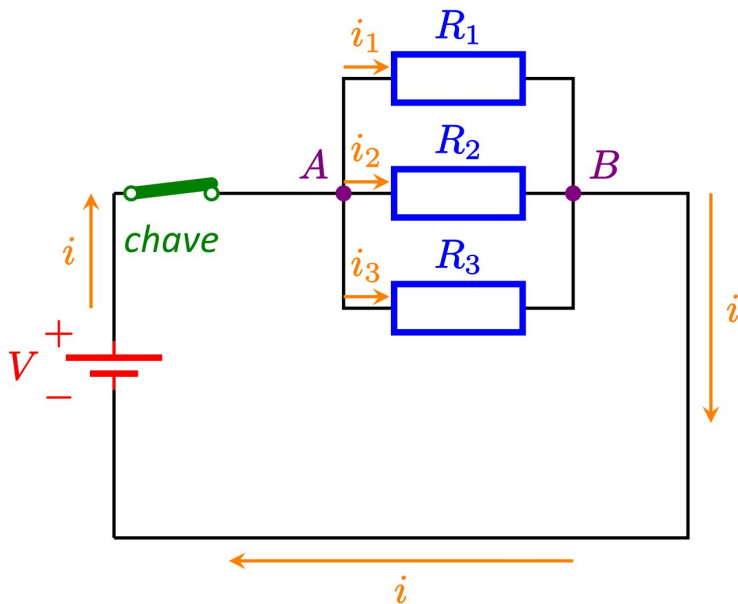 i₁
R₁
i₂
R₂
A
B
i
chave
i₃
R₃
i
+
V
−
i